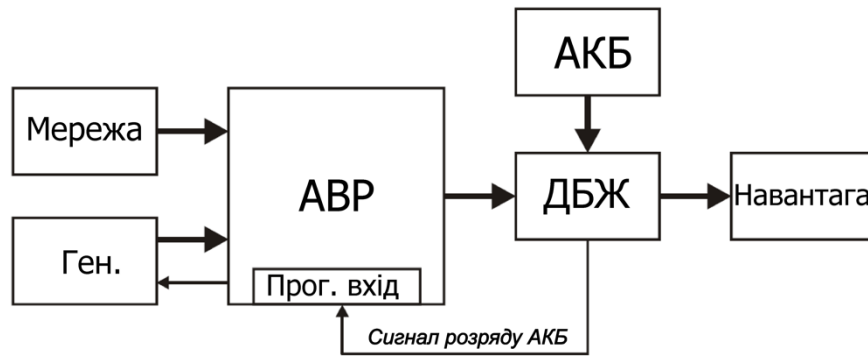 АКБ
Мережа
АВР
ДБЖ
Навантага
Ген.
Прог. вхід
Сигнал розряду АКБ